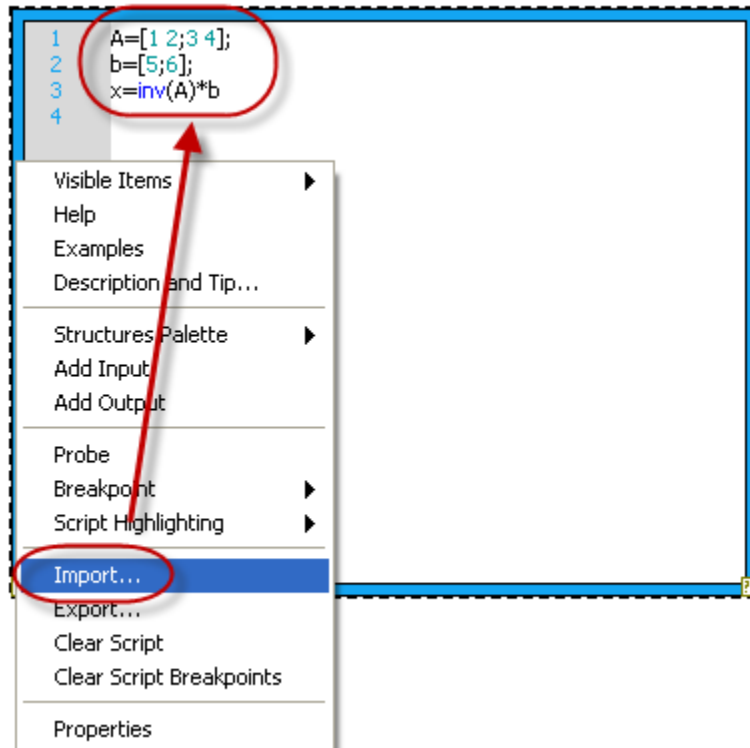 1 A=[1 2;3 4];
2 b=[5;6];
3 x=inv(A)*b
4
Visible Items
Help
Examples
Description and Tip...
Structures Palette
Add Input
Add Output
Probe
Breakpoint
Script Highlighting
Import...
Export...
Clear Script
Clear Script Breakpoints
Properties